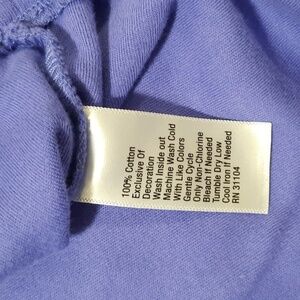 100% Cotton
Exclusive Of
Decoration
Wash Inside out
Machine Wash Cold
With Like Colors
Gentle Cycle
Only Non-Chlorine
Bleach If Needed
Tumble Dry Low
Cool Iron If Needed
RN 31104